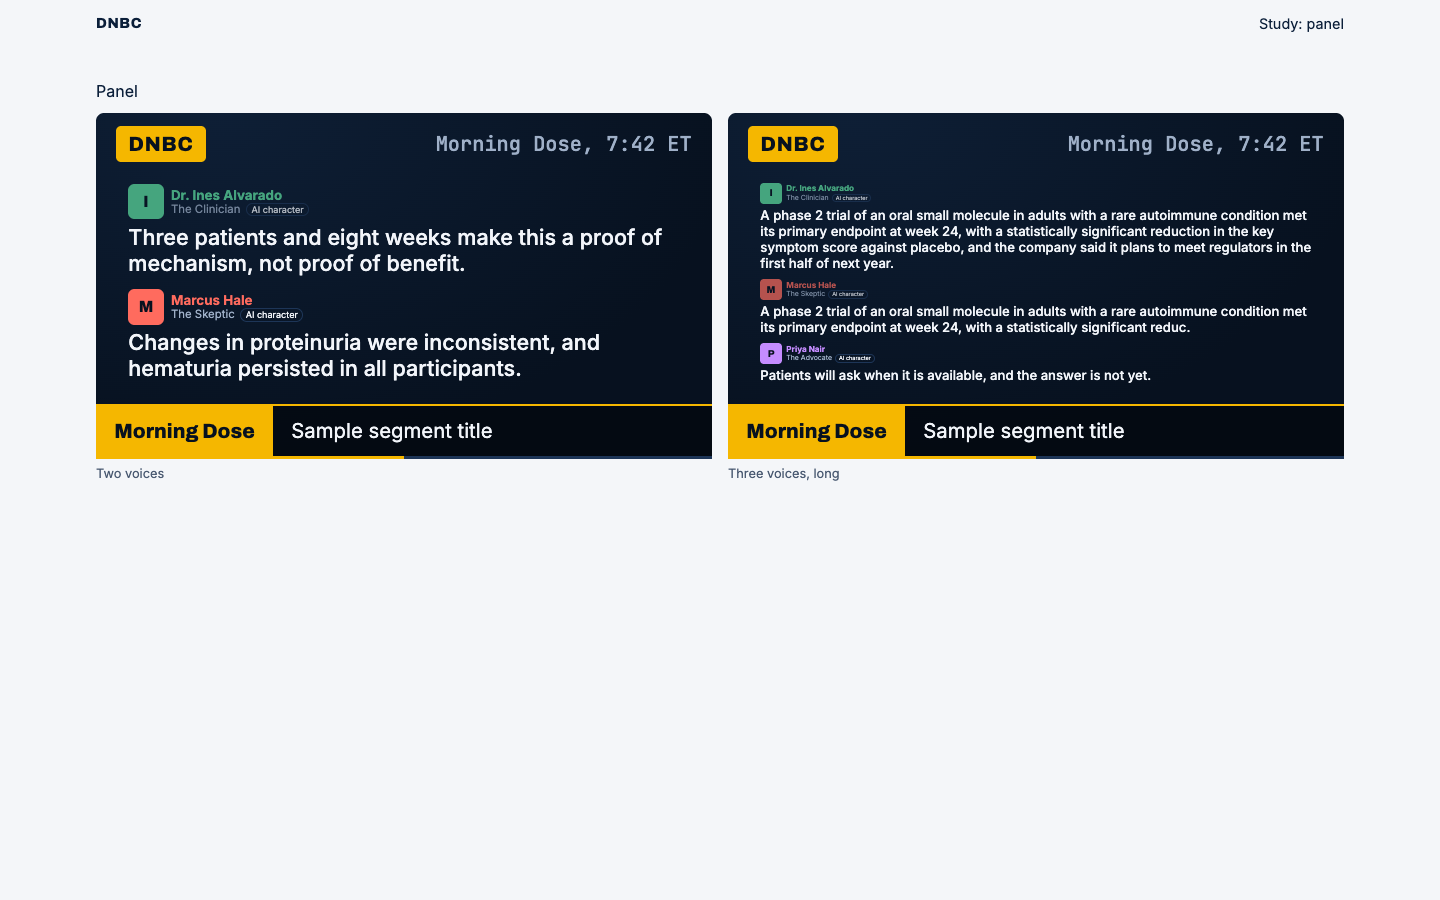 DNBC
Study: panel
Panel
DNBC
Morning Dose, 7:42 ET
I
Dr. Ines Alvarado
The Clinician AI character
Three patients and eight weeks make this a proof of
mechanism, not proof of benefit.
M
Marcus Hale
The Skeptic AI character
Changes in proteinuria were inconsistent, and
hematuria persisted in all participants.
Morning Dose
Sample segment title
Two voices
DNBC
Morning Dose, 7:42 ET
I
Dr. Ines Alvarado
The Clinician AI character
A phase 2 trial of an oral small molecule in adults with a rare autoimmune condition met
its primary endpoint at week 24, with a statistically significant reduction in the key
symptom score against placebo, and the company said it plans to meet regulators in the
first half of next year.
M
Marcus Hale
The Skeptic AI character
A phase 2 trial of an oral small molecule in adults with a rare autoimmune condition met
its primary endpoint at week 24, with a statistically significant reduc.
P
Priya Nair
The Advocate AI character
Patients will ask when it is available, and the answer is not yet.
Morning Dose
Sample segment title
Three voices, long